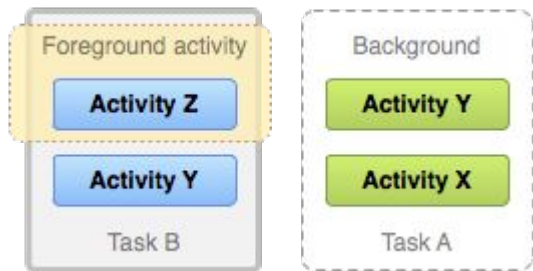 Foreground activity
Activity Z
Activity Y
Task B
Background
Activity Y
Activity X
Task A